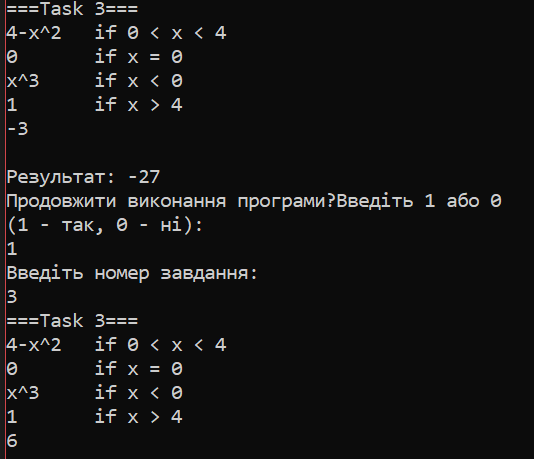 ===Task 3===
4-x^2 if 0 < x < 4
0 if x = 0
x^3 if x < 0
1 if x > 4
-3
Результат: -27
Продовжити виконання програми?Введіть 1 або 0
(1 - так, 0 - ні):
1
Введіть номер завдання:
3
===Task 3===
4-x^2 if 0 < x < 4
0 if x = 0
x^3 if x < 0
1 if x > 4
6